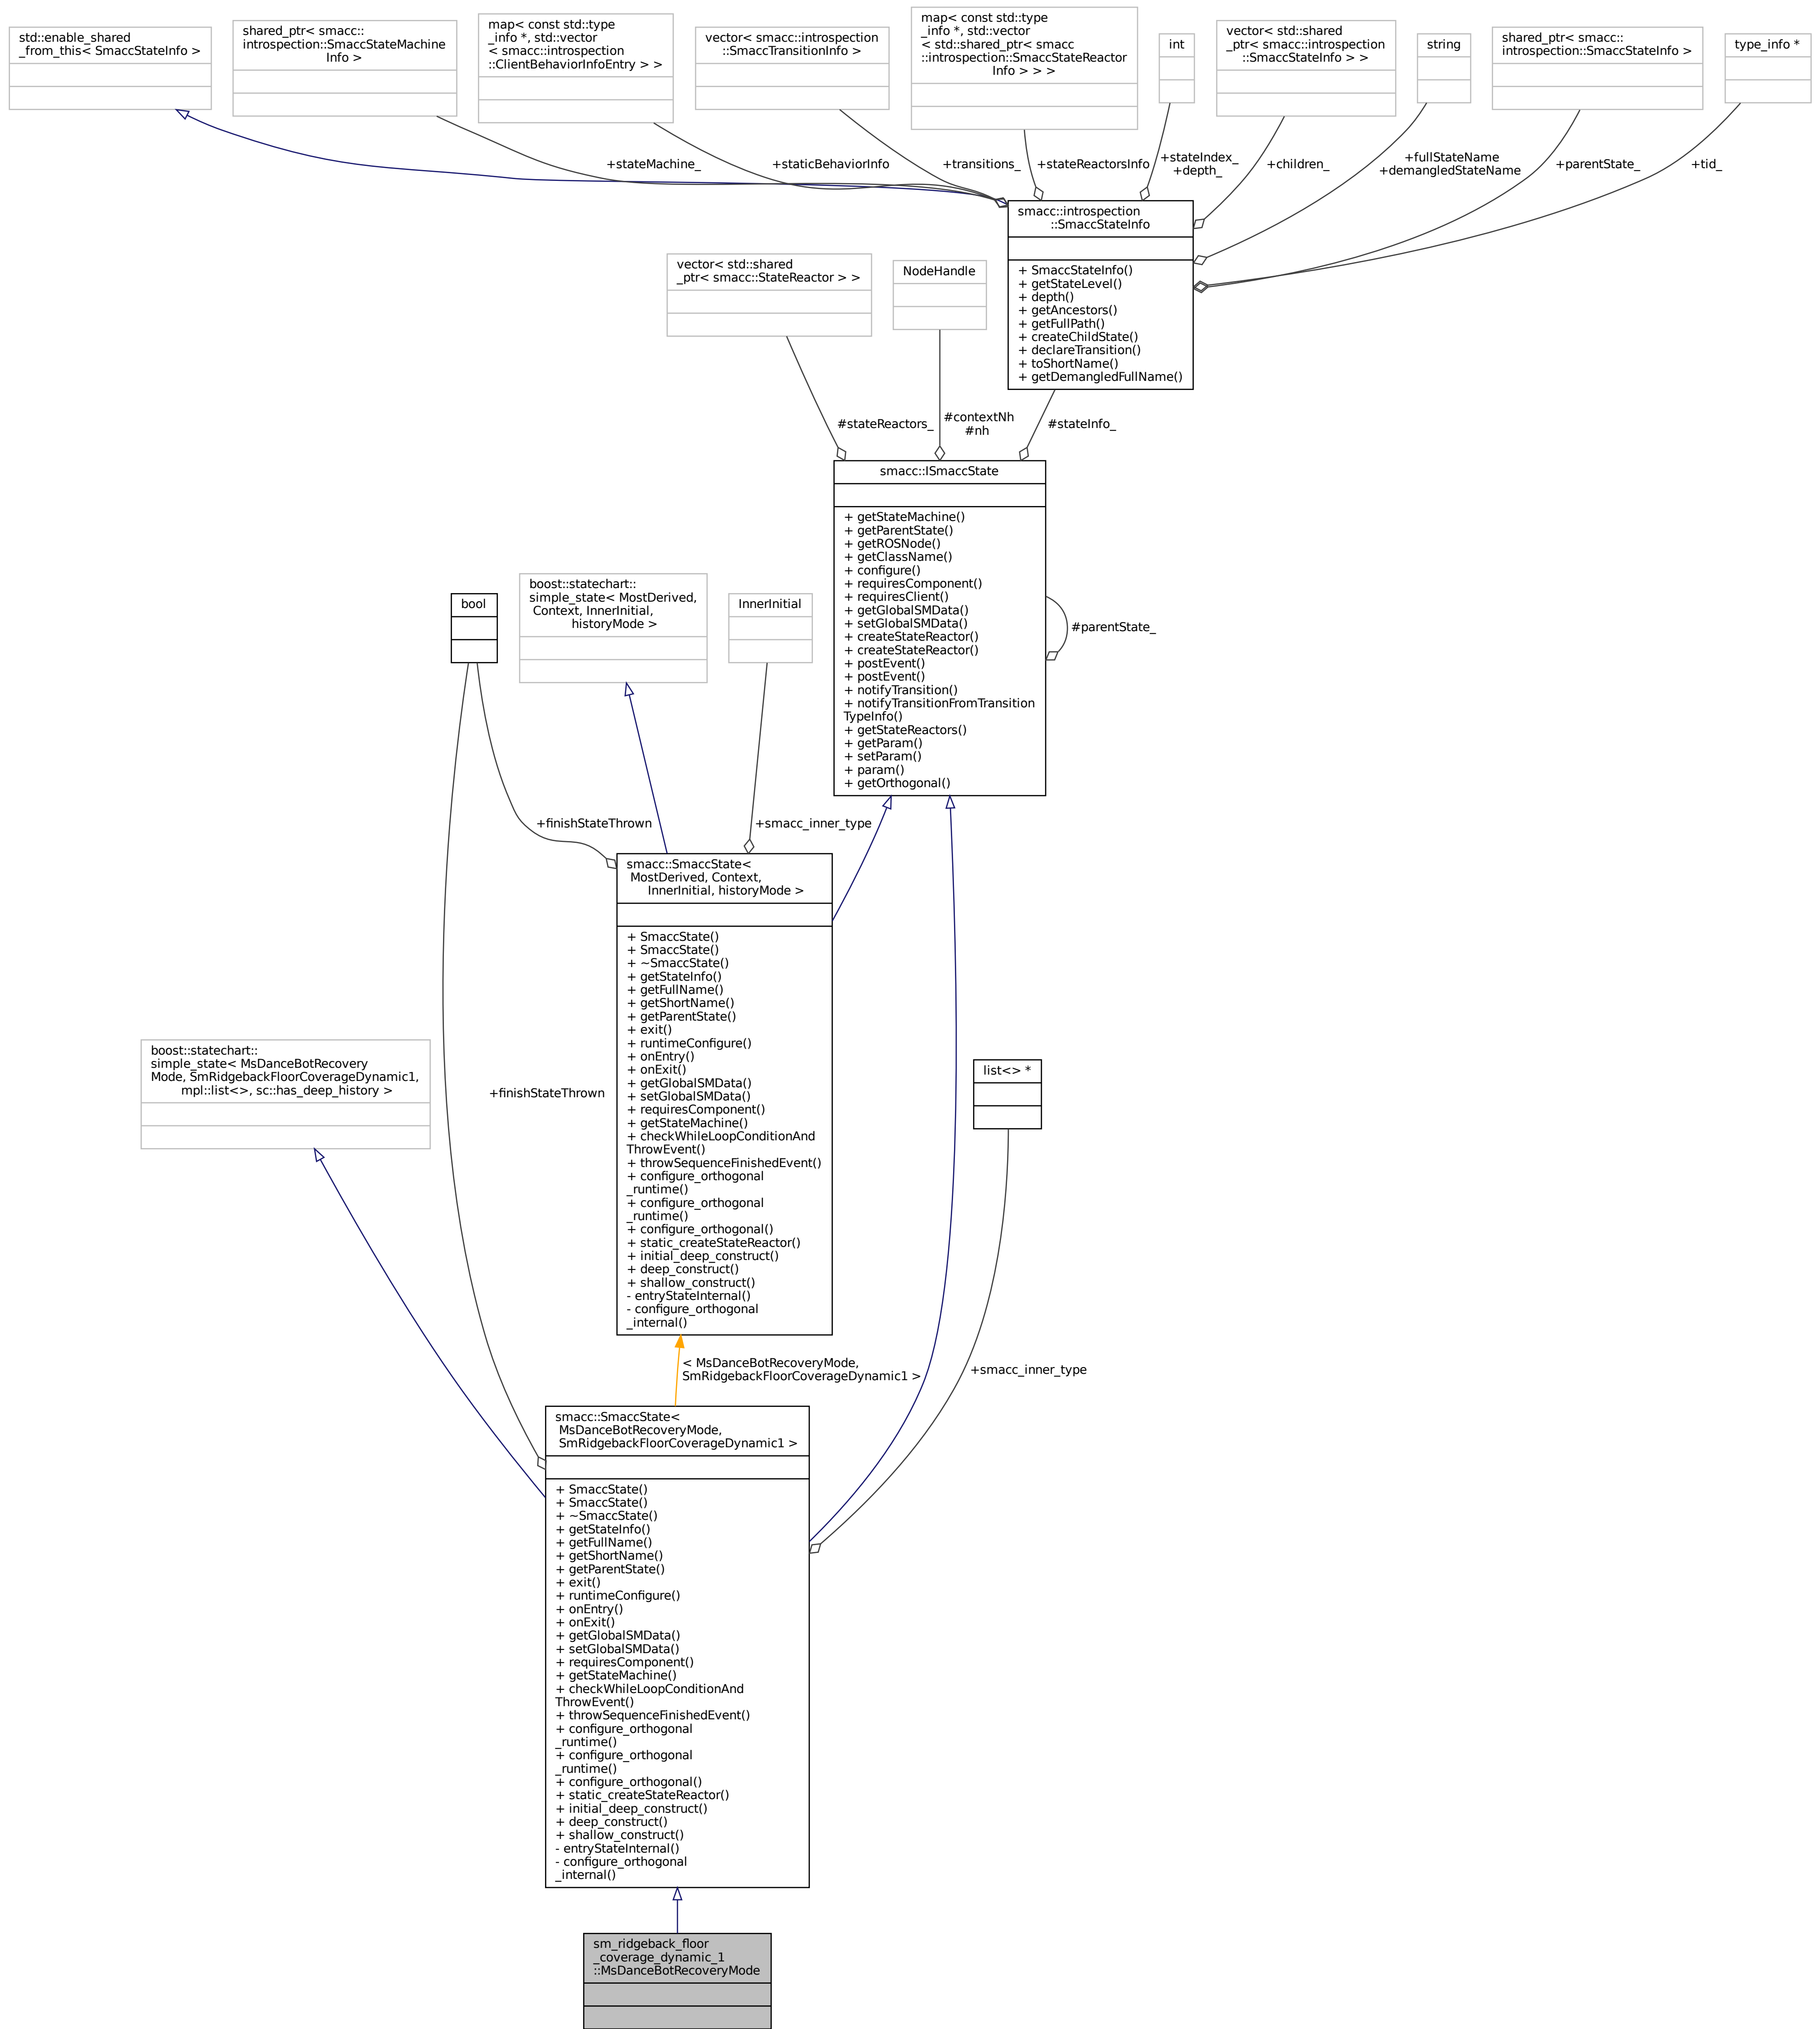 std::enable_shared
_from_this< SmaccStateInfo >
shared_ptr< smacc::
introspection::SmaccStateMachine
Info >
map< const std::type
_info *, std::vector
< smacc::introspection
::ClientBehaviorInfoEntry > >
vector< smacc::introspection
::SmaccTransitionInfo >
map< const std::type
_info *, std::vector
< std::shared_ptr< smacc
::introspection::SmaccStateReactor
Info > > >
int
vector< std::shared
_ptr< smacc::introspection
::SmaccStateInfo > >
string
shared_ptr< smacc::
introspection::SmaccStateInfo >
type_info *
+stateMachine_
+staticBehaviorInfo
+transitions_
+stateReactorsInfo
+stateIndex_
+depth_
+children_
+fullStateName
+demangledStateName
+parentState_
+tid_
smacc::introspection
::SmaccStateInfo
+ SmaccStateInfo()
+ getStateLevel()
+ depth()
+ getAncestors()
+ getFullPath()
+ createChildState()
+ declareTransition()
+ toShortName()
+ getDemangledFullName()
vector< std::shared
_ptr< smacc::StateReactor > >
NodeHandle
#stateReactors_
#contextNh
#nh
#stateInfo_
smacc::ISmaccState
+ getStateMachine()
+ getParentState()
+ getROSNode()
+ getClassName()
+ configure()
+ requiresComponent()
+ requiresClient()
+ getGlobalSMData()
+ setGlobalSMData()
+ createStateReactor()
+ createStateReactor()
+ postEvent()
+ postEvent()
+ notifyTransition()
+ notifyTransitionFromTransition
TypeInfo()
+ getStateReactors()
+ getParam()
+ setParam()
+ param()
+ getOrthogonal()
#parentState_
bool
boost::statechart::
simple_state< MostDerived,
Context, InnerInitial,
historyMode >
InnerInitial
+finishStateThrown
+smacc_inner_type
smacc::SmaccState<
MostDerived, Context,
InnerInitial, historyMode >
+ SmaccState()
+ SmaccState()
+ ~SmaccState()
+ getStateInfo()
+ getFullName()
+ getShortName()
+ getParentState()
+ exit()
+ runtimeConfigure()
+ onEntry()
+ onExit()
+ getGlobalSMData()
+ setGlobalSMData()
+ requiresComponent()
+ getStateMachine()
+ checkWhileLoopConditionAnd
ThrowEvent()
+ throwSequenceFinishedEvent()
+ configure_orthogonal
_runtime()
+ configure_orthogonal
_runtime()
+ configure_orthogonal()
+ static_createStateReactor()
+ initial_deep_construct()
+ deep_construct()
+ shallow_construct()
- entryStateInternal()
- configure_orthogonal
_internal()
boost::statechart::
simple_state< MsDanceBotRecovery
Mode, SmRidgebackFloorCoverageDynamic1,
mpl::list<>, sc::has_deep_history >
+finishStateThrown
list<> *
< MsDanceBotRecoveryMode,
SmRidgebackFloorCoverageDynamic1 >
+smacc_inner_type
smacc::SmaccState<
MsDanceBotRecoveryMode,
SmRidgebackFloorCoverageDynamic1 >
+ SmaccState()
+ SmaccState()
+ ~SmaccState()
+ getStateInfo()
+ getFullName()
+ getShortName()
+ getParentState()
+ exit()
+ runtimeConfigure()
+ onEntry()
+ onExit()
+ getGlobalSMData()
+ setGlobalSMData()
+ requiresComponent()
+ getStateMachine()
+ checkWhileLoopConditionAnd
ThrowEvent()
+ throwSequenceFinishedEvent()
+ configure_orthogonal
_runtime()
+ configure_orthogonal
_runtime()
+ configure_orthogonal()
+ static_createStateReactor()
+ initial_deep_construct()
+ deep_construct()
+ shallow_construct()
- entryStateInternal()
- configure_orthogonal
_internal()
sm_ridgeback_floor
_coverage_dynamic_1
::MsDanceBotRecoveryMode